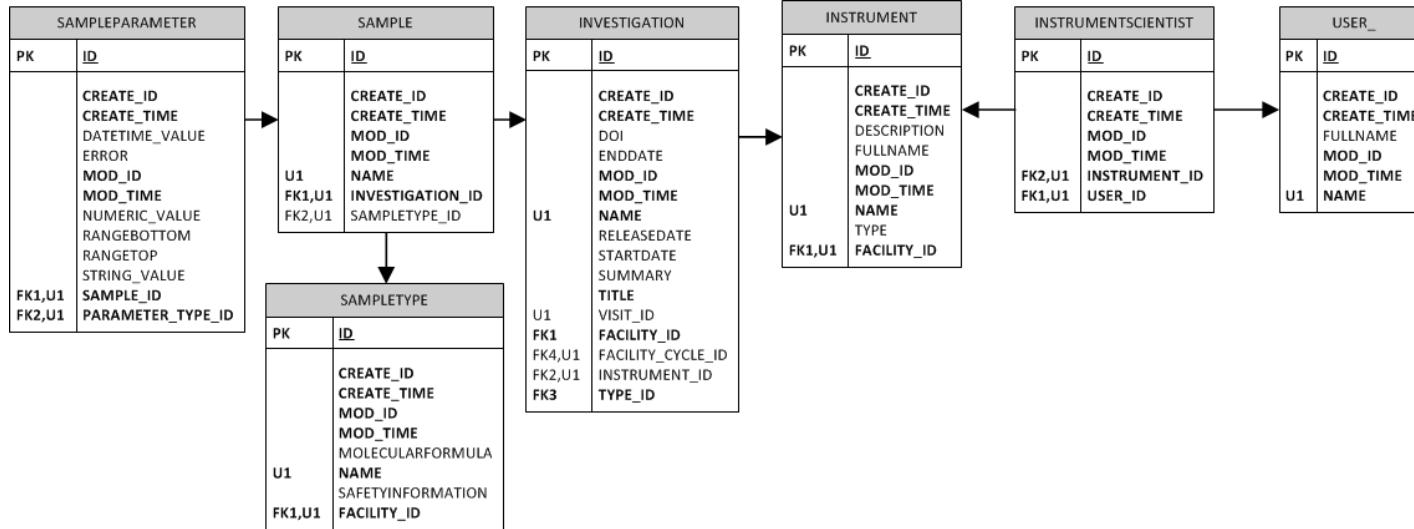 SAMPLEPARAMETER
PK ID
CREATE_ID
CREATE_TIME
DATETIME_VALUE
ERROR
MOD_ID
MOD_TIME
NUMERIC_VALUE
RANGEBOTTOM
RANGETOP
STRING_VALUE
FK1,U1 SAMPLE_ID
FK2,U1 PARAMETER_TYPE_ID
SAMPLE
PK ID
CREATE_ID
CREATE_TIME
MOD_ID
MOD_TIME
U1 NAME
FK1,U1 INVESTIGATION_ID
FK2,U1 SAMPLETYPE_ID
SAMPLETYPE
PK ID
CREATE_ID
CREATE_TIME
MOD_ID
MOD_TIME
MOLECULARFORMULA
U1 NAME
SAFETYINFORMATION
FK1,U1 FACILITY_ID
INVESTIGATION
PK ID
CREATE_ID
CREATE_TIME
DOI
ENDDATE
MOD_ID
MOD_TIME
U1 NAME
RELEASEDATE
STARTDATE
SUMMARY
TITLE
U1 VISIT_ID
FK1 FACILITY_ID
FK4,U1 FACILITY_CYCLE_ID
FK2,U1 INSTRUMENT_ID
FK3 TYPE_ID
INSTRUMENT
PK ID
CREATE_ID
CREATE_TIME
DESCRIPTION
FULLNAME
MOD_ID
MOD_TIME
U1 NAME
TYPE
FK1,U1 FACILITY_ID
INSTRUMENTSCIENTIST
PK ID
CREATE_ID
CREATE_TIME
MOD_ID
MOD_TIME
FK2,U1 INSTRUMENT_ID
FK1,U1 USER_ID
USER_
PK ID
CREATE_ID
CREATE_TIME
FULLNAME
MOD_ID
MOD_TIME
U1 NAME